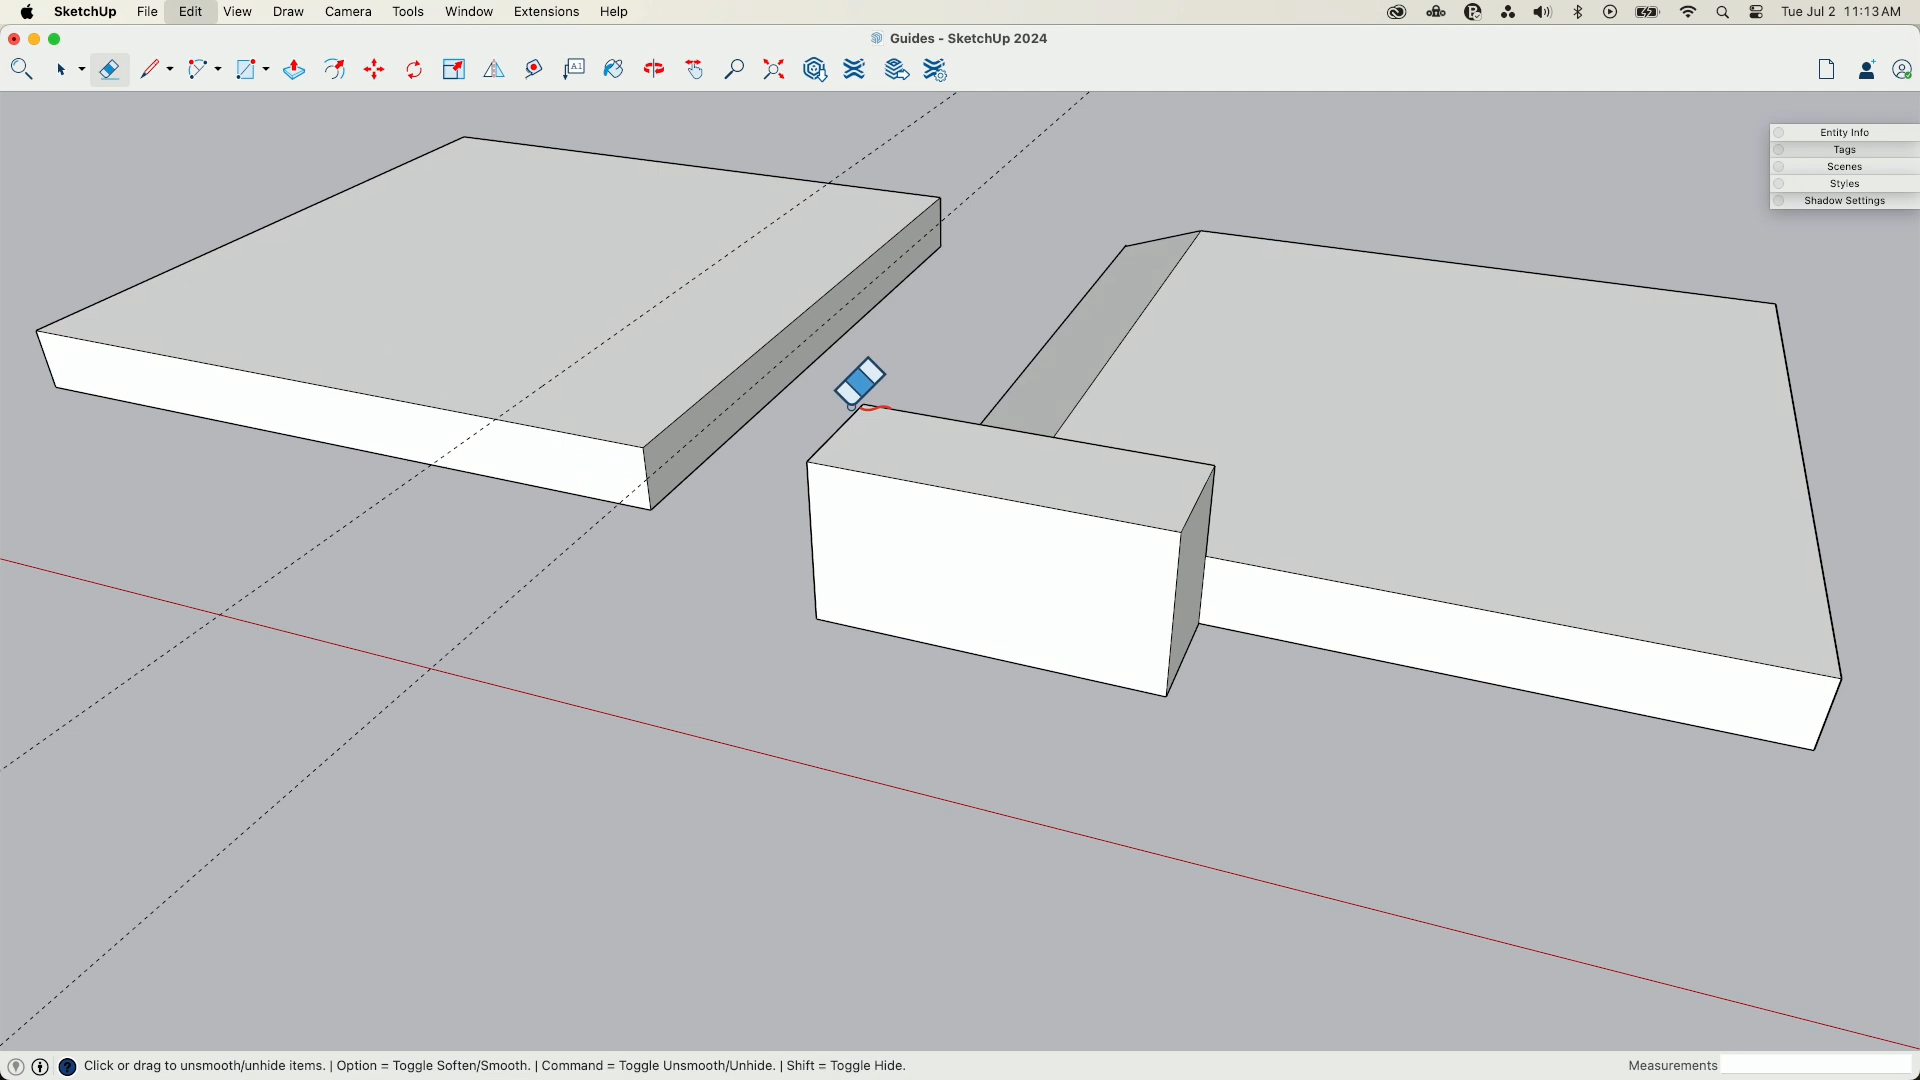 SketchUp File Edit View Draw Camera Tools Window Extensions Help Tue Jul 2 11:13 AM
Guides - SketchUp 2024
A1
Entity Info
Tags
Scenes
Styles
Shadow Settings
Click or drag to unsmooth/unhide items. | Option = Toggle Soften/Smooth. | Command = Toggle Unsmooth/Unhide. | Shift = Toggle Hide. Measurements